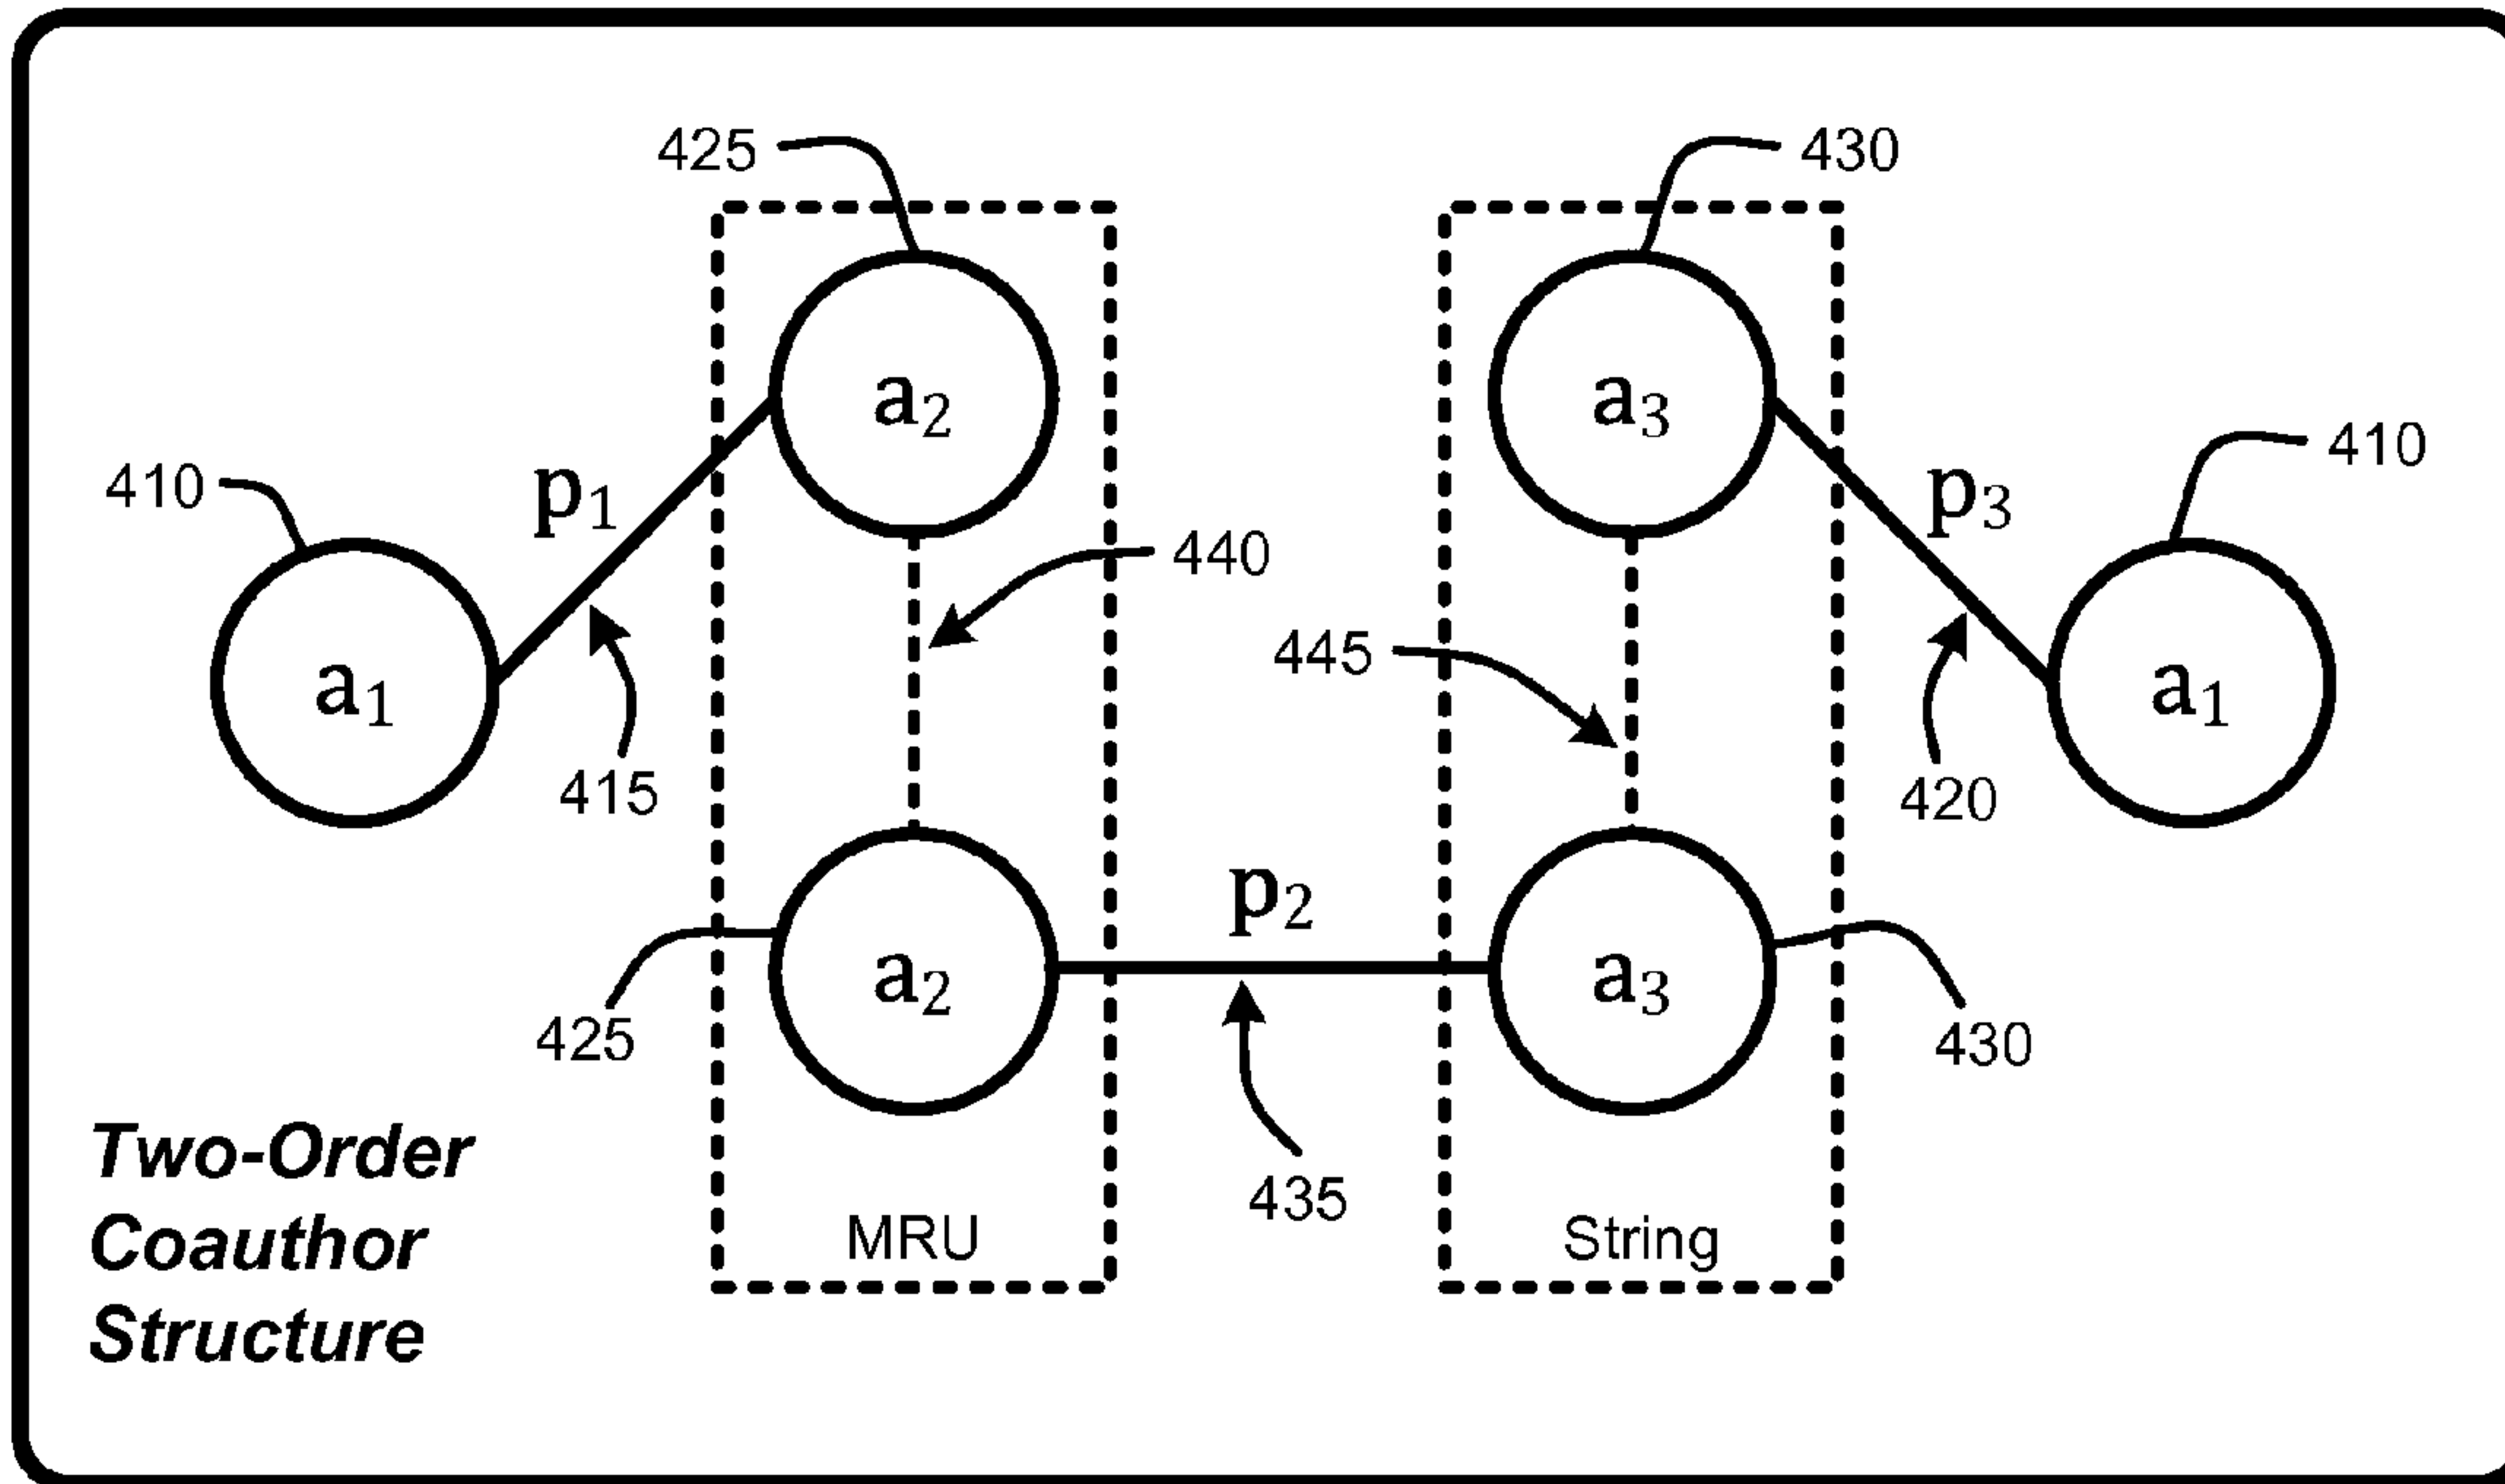 425
430
a2
a3
410
p1
p3
410
440
445
a1
a1
415
420
p2
425
a2
a3
430
435
MRU
String
Two-Order
Coauthor
Structure